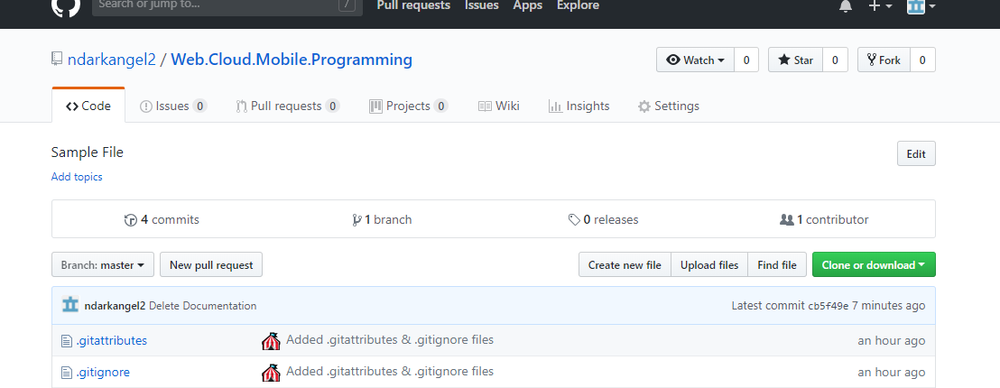 Search or jump to... / Pull requests Issues Apps Explore
ndarkangel2 / Web.Cloud.Mobile.Programming Watch 0 Star 0 Fork 0
Code Issues 0 Pull requests 0 Projects 0 Wiki Insights Settings
Sample File Edit
Add topics
4 commits 1 branch 0 releases 1 contributor
Branch: master New pull request Create new file Upload files Find file Clone or download
ndarkangel2 Delete Documentation Latest commit cb5f49e 7 minutes ago
.gitattributes Added .gitattributes & .gitignore files an hour ago
.gitignore Added .gitattributes & .gitignore files an hour ago